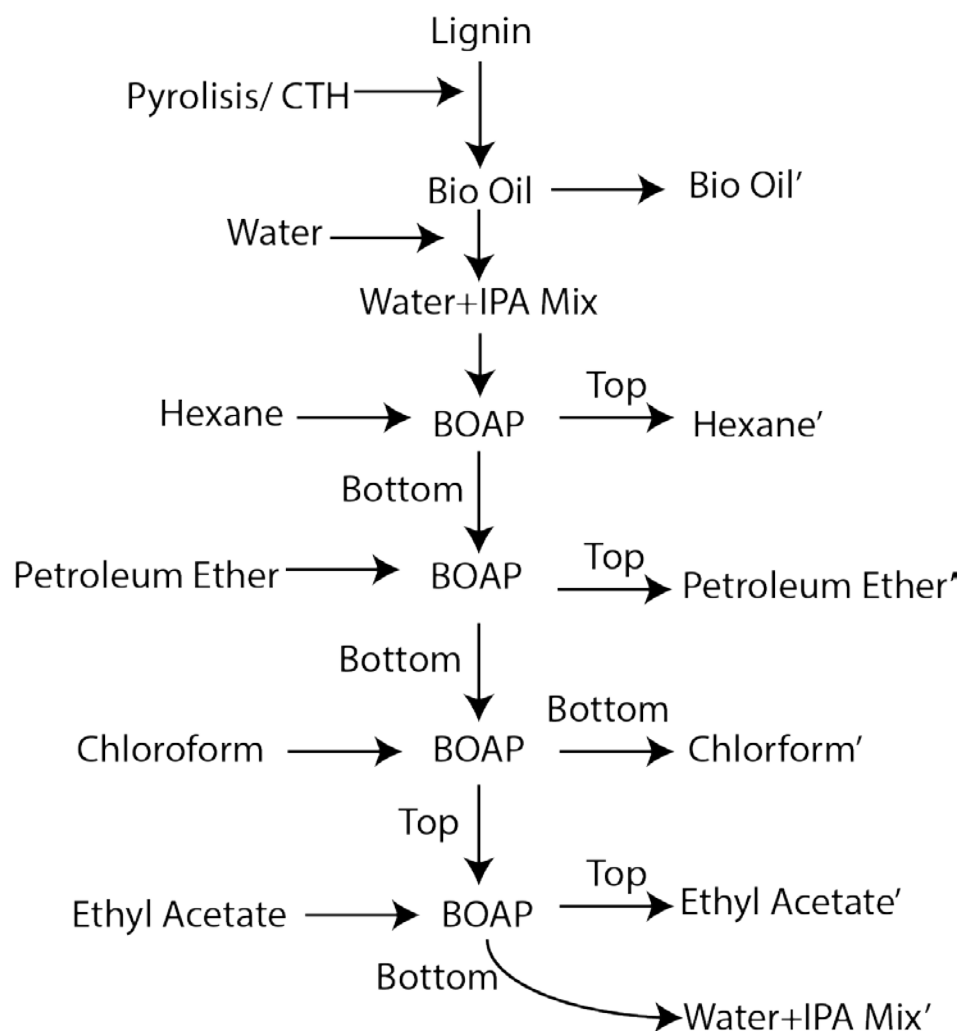 Lignin
Pyrolisis/ CTH
Bio Oil
Bio Oil’
Water
Water+IPA Mix
Hexane
BOAP
Top
Hexane’
Bottom
Petroleum Ether
BOAP
Top
Petroleum Ether’
Bottom
Chloroform
BOAP
Bottom
Chlorform’
Top
Ethyl Acetate
BOAP
Top
Ethyl Acetate’
Bottom
Water+IPA Mix’